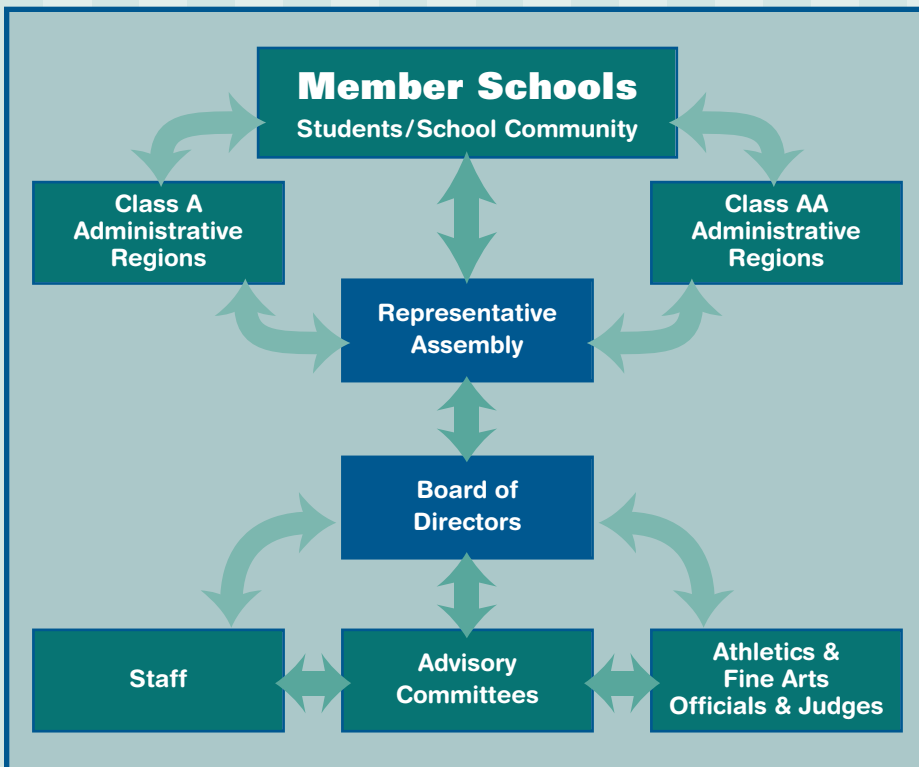 Member Schools
Students/School Community
Class A
Administrative
Regions
Class AA
Administrative
Regions
Representative
Assembly
Board of
Directors
Staff
Advisory
Committees
Athletics &
Fine Arts
Officials & Judges